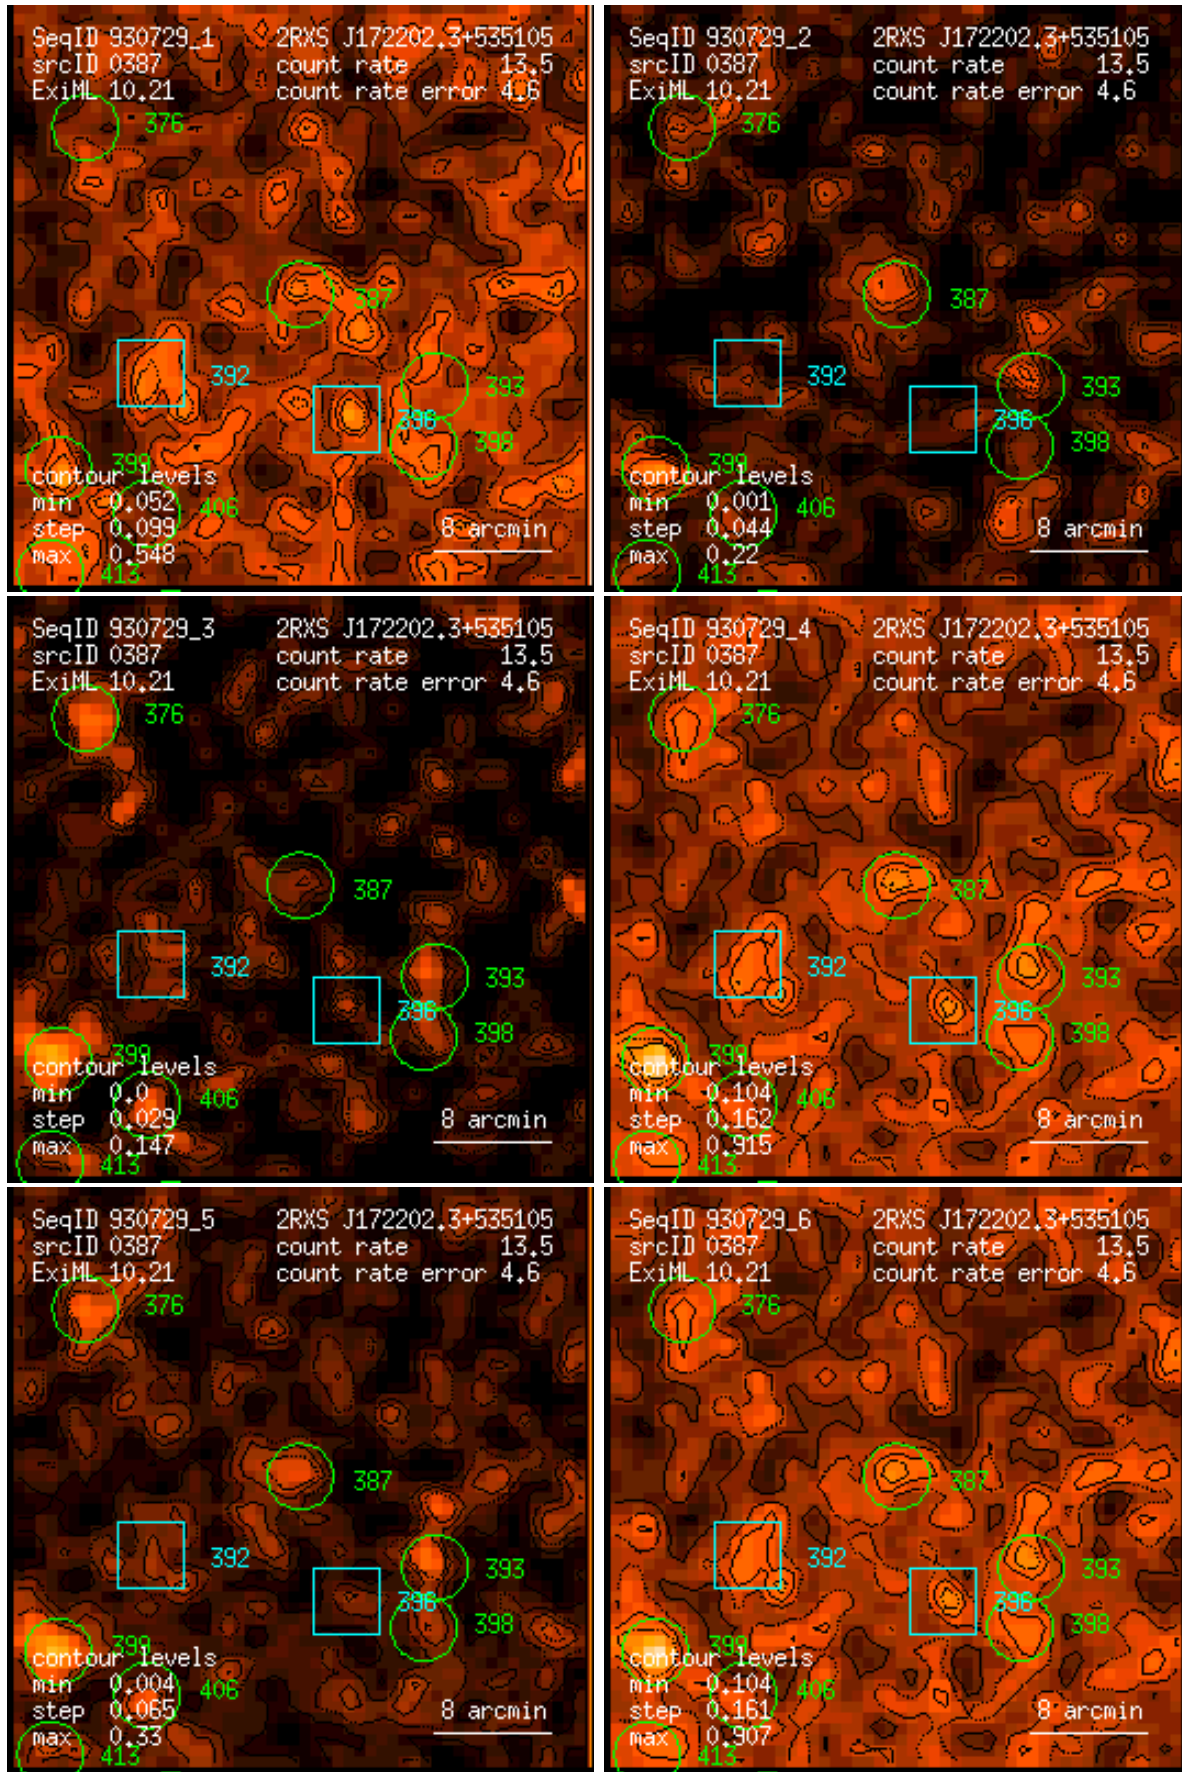 SeqID 930729_1 2RXS J172202.3+535105
srcID 0387 count rate 13.5
ExiML 10.21 count rate error 4.6
376
387
392
393
396
398
399
contour levels
min 0.052
406
step 0.099
8 arcmin
max 0.548
413
SeqID 930729_2 2RXS J172202.3+535105
srcID 0387 count rate 13.5
ExiML 10.21 count rate error 4.6
376
387
392
393
396
398
399
contour levels
min 0.001
406
step 0.044
8 arcmin
max 0.22
413
SeqID 930729_3 2RXS J172202.3+535105
srcID 0387 count rate 13.5
ExiML 10.21 count rate error 4.6
376
387
392
393
396
398
399
contour levels
min 0.0
406
step 0.029
8 arcmin
max 0.147
413
SeqID 930729_4 2RXS J172202.3+535105
srcID 0387 count rate 13.5
ExiML 10.21 count rate error 4.6
376
387
392
393
396
398
399
contour levels
min 0.104
406
step 0.162
8 arcmin
max 0.915
413
SeqID 930729_5 2RXS J172202.3+535105
srcID 0387 count rate 13.5
ExiML 10.21 count rate error 4.6
376
387
392
393
396
398
399
contour levels
min 0.004
406
step 0.065
8 arcmin
max 0.33
413
SeqID 930729_6 2RXS J172202.3+535105
srcID 0387 count rate 13.5
ExiML 10.21 count rate error 4.6
376
387
392
393
396
398
399
contour levels
min 0.104
406
step 0.161
8 arcmin
max 0.907
413